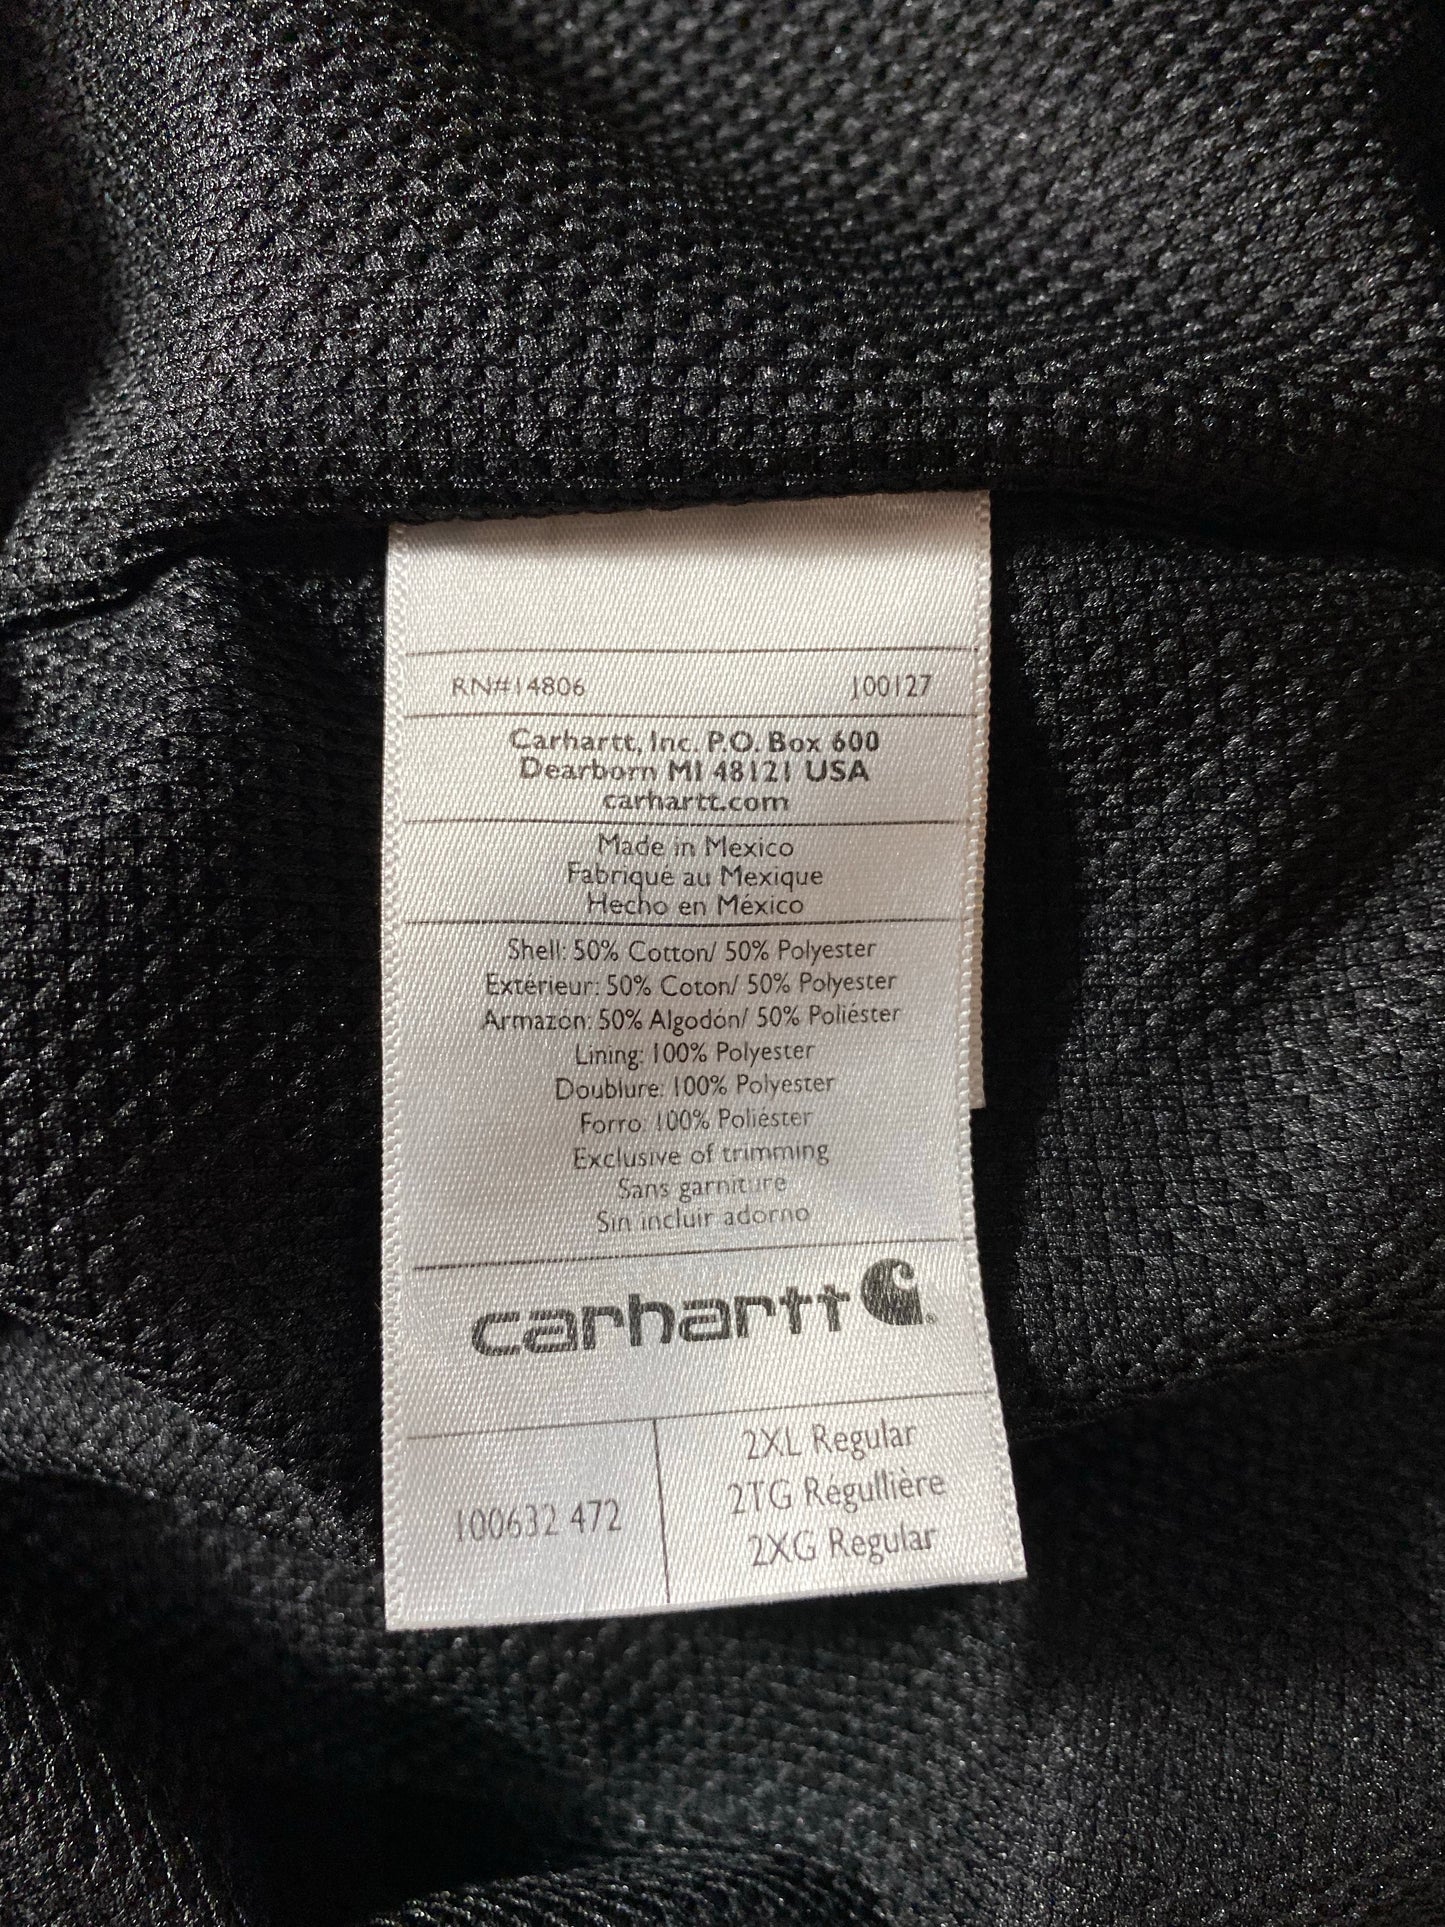 RN#14806 100127
Carhartt, Inc. P.O. Box 600
Dearborn MI 48121 USA
carhartt.com
Made in Mexico
Fabriqué au Mexique
Hecho en México
Shell: 50% Cotton/ 50% Polyester
Extérieur: 50% Coton/ 50% Polyester
Armazón: 50% Algodón/ 50% Poliéster
Lining: 100% Polyester
Doublure: 100% Polyester
Forro: 100% Poliéster
Exclusive of trimming
Sans garniture
Sin incluir adorno
carhartt
100632 472
2XL Regular
2TG Régullière
2XG Regular